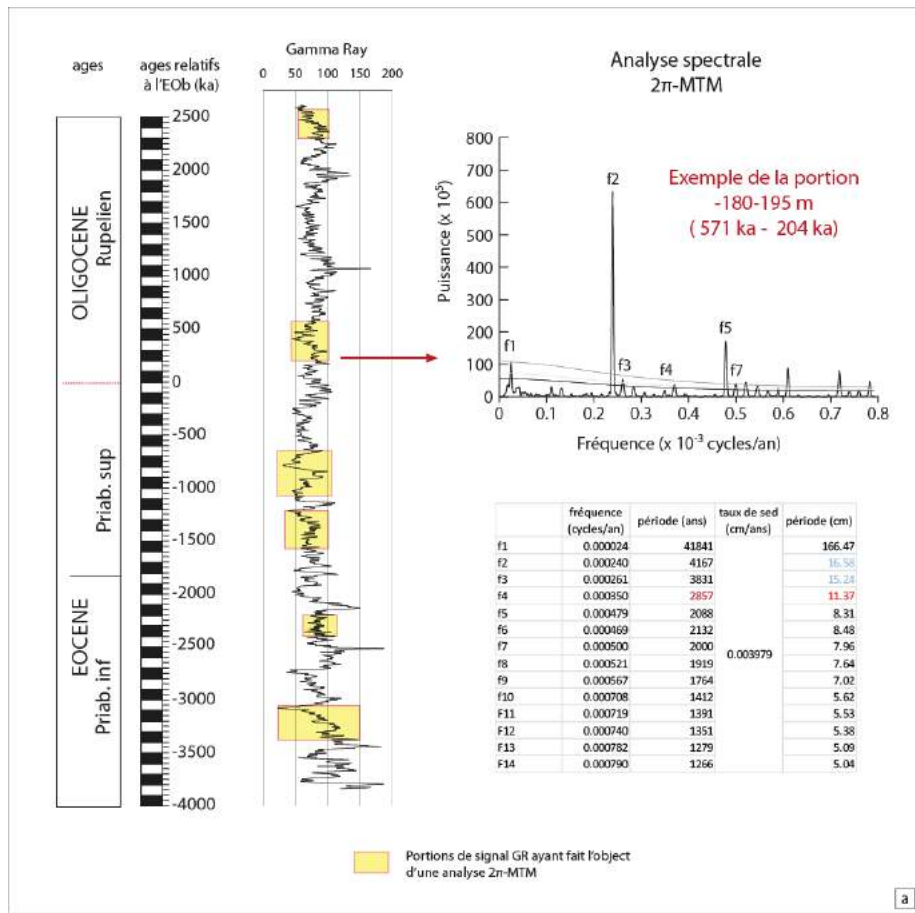 Gamma Ray
ages
ages relatifs
à l'EOb (ka)
0 50 100 150 200
2500
2000
1500
1000
500
0
-500
-1000
-1500
-2000
-2500
-3000
-3500
-4000
OLIGOCENE
Rupelien
Priab. sup
EOCENE
Priab. inf
Analyse spectrale
2π-MTM
Exemple de la portion
-180-195 m
( 571 ka - 204 ka)
Puissance (x 10⁵)
800
700
600
500
400
300
200
100
0
f1
f2
f3
f4
f5
f6
0 0.1 0.2 0.3 0.4 0.5 0.6 0.7 0.8
Fréquence (x 10⁻³ cycles/an)
fréquence (cycles/an) période (ans) taux de sed (cm/ans) période (cm)
f1 0.000024 41841 166.47
f2 0.000240 4167 16.58
f3 0.000261 3831 15.24
f4 0.000350 2857 11.37
f5 0.000479 2088 8.31
f6 0.000469 2132 8.48
f7 0.000500 2000 0.003979 7.96
f8 0.000521 1919 7.64
f9 0.000567 1764 7.02
f10 0.000708 1412 5.62
F11 0.000719 1391 5.53
F12 0.000740 1351 5.38
F13 0.000782 1279 5.09
F14 0.000790 1266 5.04
Portions de signal GR ayant fait l'object
d'une analyse 2π-MTM
a